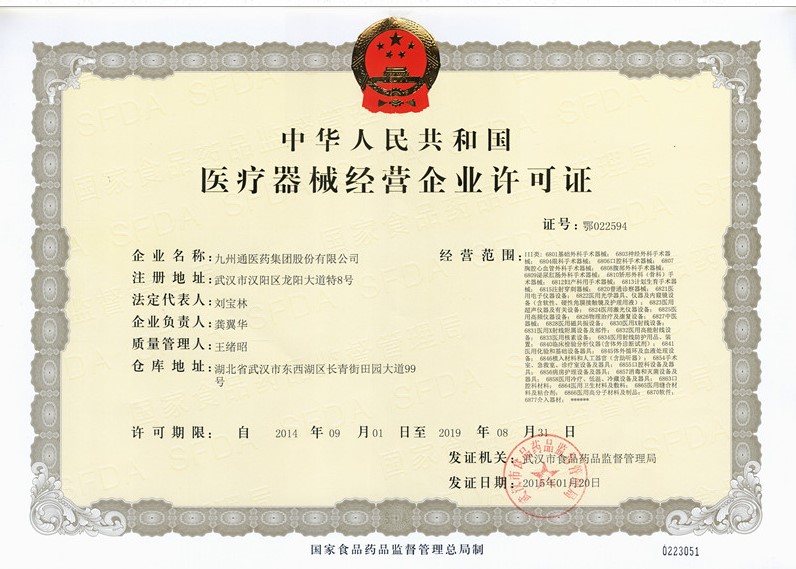 中华人民共和国
医疗器械经营企业许可证
证号: 鄂022594
企业名称: 九州通医药集团股份有限公司
注册地址: 武汉市汉阳区龙阳大道特8号
法定代表人: 刘宝林
企业负责人: 龚翼华
质量管理人: 王绪昭
仓库地址: 湖北省武汉市东西湖区长青街田园大道99
号
经营范围: III类: 6801基础外科手术器械; 6803神经外科手术器
械; 6804眼科手术器械; 6806口腔科手术器械; 6807
胸腔心血管外科手术器械; 6808腹部外科手术器械;
6809泌尿肛肠外科手术器械; 6810矫形外科(骨科)手
术器械; 6812妇产科用手术器械; 6813计划生育手术器
械; 6815注射穿刺器械; 6820普通诊察器械; 6821医
用电子仪器设备; 6822医用光学器具、仪器及内窥镜设
备(含软性、硬性角膜接触镜及护理用液); 6823医用
超声仪器及有关设备; 6824医用激光仪器设备; 6825医
用高频仪器设备; 6826物理治疗及康复设备; 6827中医
器械; 6828医用磁共振设备; 6830医用X射线设备;
6831医用X射线附属设备及部件; 6832医用高能射线设
备; 6833医用核素设备; 6834医用射线防护用品、装
置; 6840临床检验分析仪器(含体外诊断试剂); 6841
医用化验和基础设备器具; 6845体外循环及血液处理设
备; 6846植入材料和人工器官(含助听器); 6854手术
室、急救室、诊疗室设备及器具; 6855口腔科设备及器
具; 6856病房护理设备及器具; 6857消毒和灭菌设备及
器具; 6858医用冷疗、低温、冷藏设备及器具; 6863口
腔科材料; 6864医用卫生材料及敷料; 6865医用缝合材
料及粘合剂; 6866医用高分子材料及制品; 6870软件;
6877介入器材; ******
许可期限: 自 2014 年 09 月 01 日至 2019 年 08 月 31 日
发证机关: 武汉市食品药品监督管理局
发证日期: 2015年01月20日
武汉市食品药品监督管理局
国家食品药品监督管理总局制
0223051